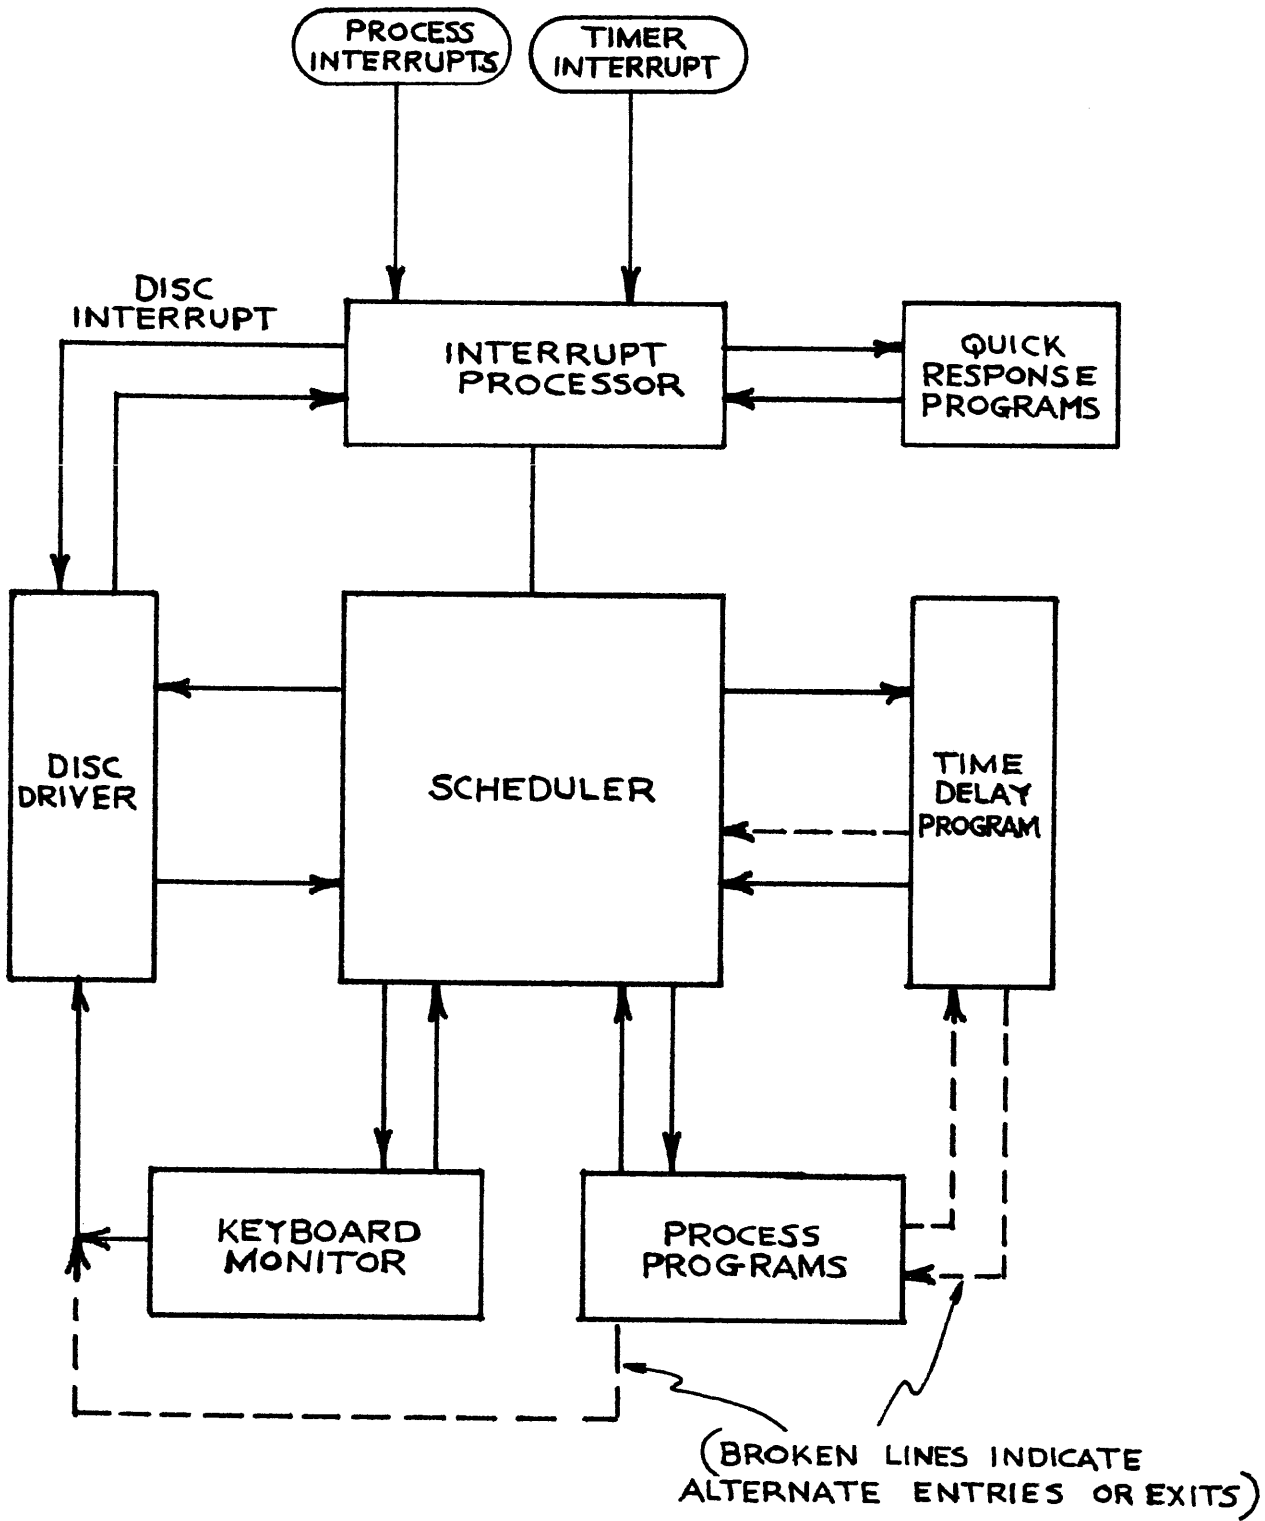 PROCESS
INTERRUPTS
TIMER
INTERRUPT
DISC
INTERRUPT
INTERRUPT
PROCESSOR
QUICK
RESPONSE
PROGRAMS
DISC
DRIVER
SCHEDULER
TIME
DELAY
PROGRAM
KEYBOARD
MONITOR
PROCESS
PROGRAMS
(BROKEN LINES INDICATE
ALTERNATE ENTRIES OR EXITS)